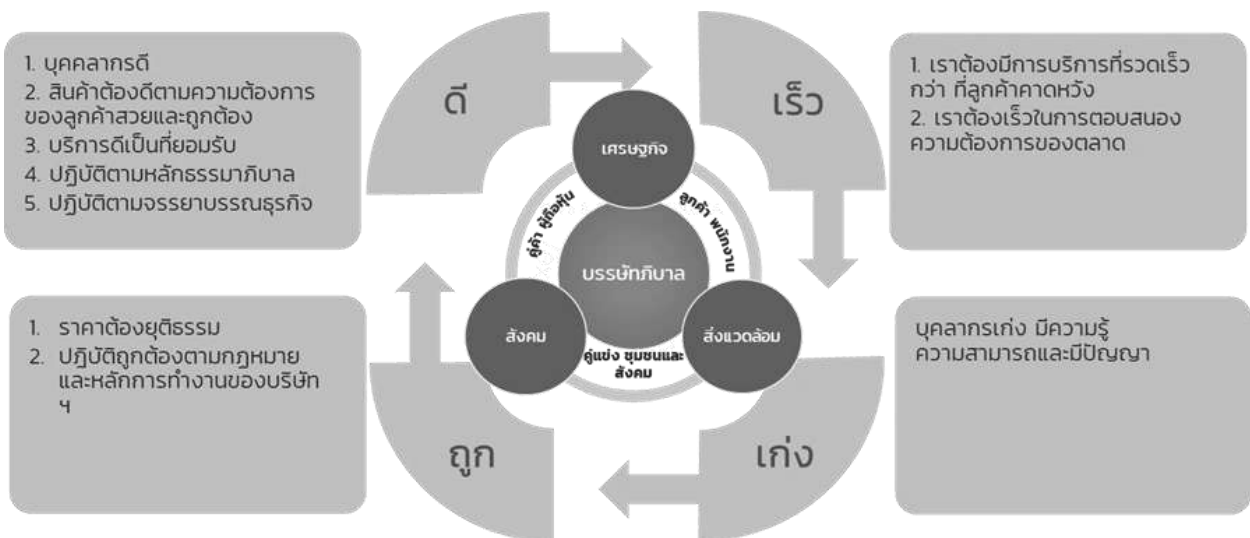 1. บุคคลากรดี
2. สินค้าต้องดีตามความต้องการ
ของลูกค้าสวยและถูกต้อง
3. บริการดีเป็นที่ยอมรับ
4. ปฏิบัติตามหลักธรรมาภิบาล
5. ปฏิบัติตามจรรยาบรรณธุรกิจ
ดี
เร็ว
1. เราต้องมีการบริการที่รวดเร็ว
กว่า ที่ลูกค้าคาดหวัง
2. เราต้องเร็วในการตอบสนอง
ความต้องการของตลาด
เศรษฐกิจ
คู่ค้า ผู้ถือหุ้น
ลูกค้า พนักงาน
บรรษัทภิบาล
สังคม
สิ่งแวดล้อม
คู่แข่ง ชุมชนและ
สังคม
1. ราคาต้องยุติธรรม
2. ปฏิบัติถูกต้องตามกฎหมาย
และหลักการทำงานของบริษัท
ฯ
ถูก
เก่ง
บุคลากรเก่ง มีความรู้
ความสามารถและมีปัญญา